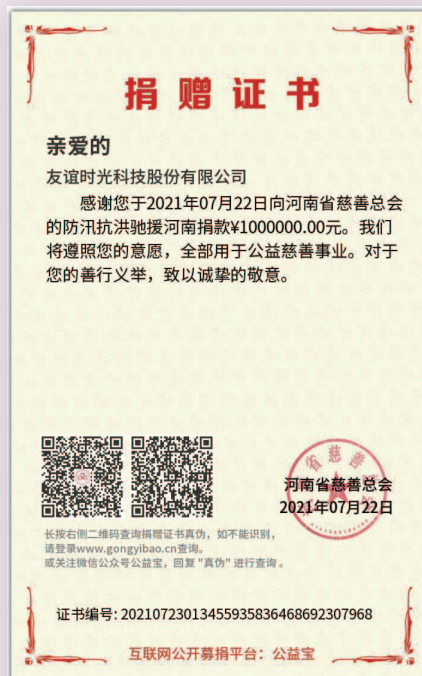 捐赠证书
亲爱的
友谊时光科技股份有限公司
感谢您于2021年07月22日向河南省慈善总会
的防汛抗洪驰援河南捐款¥1000000.00元。我们
将遵照您的意愿，全部用于公益慈善事业。对于
您的善行义举，致以诚挚的敬意。
河南省慈善总会
2021年07月22日
长按右侧二维码查询捐赠证书真伪，如不能识别，
请登录www.gongyibao.cn查询。
或关注微信公众号公益宝，回复"真伪"进行查询。
证书编号: 20210723013455935836468692307968
互联网公开募捐平台：公益宝